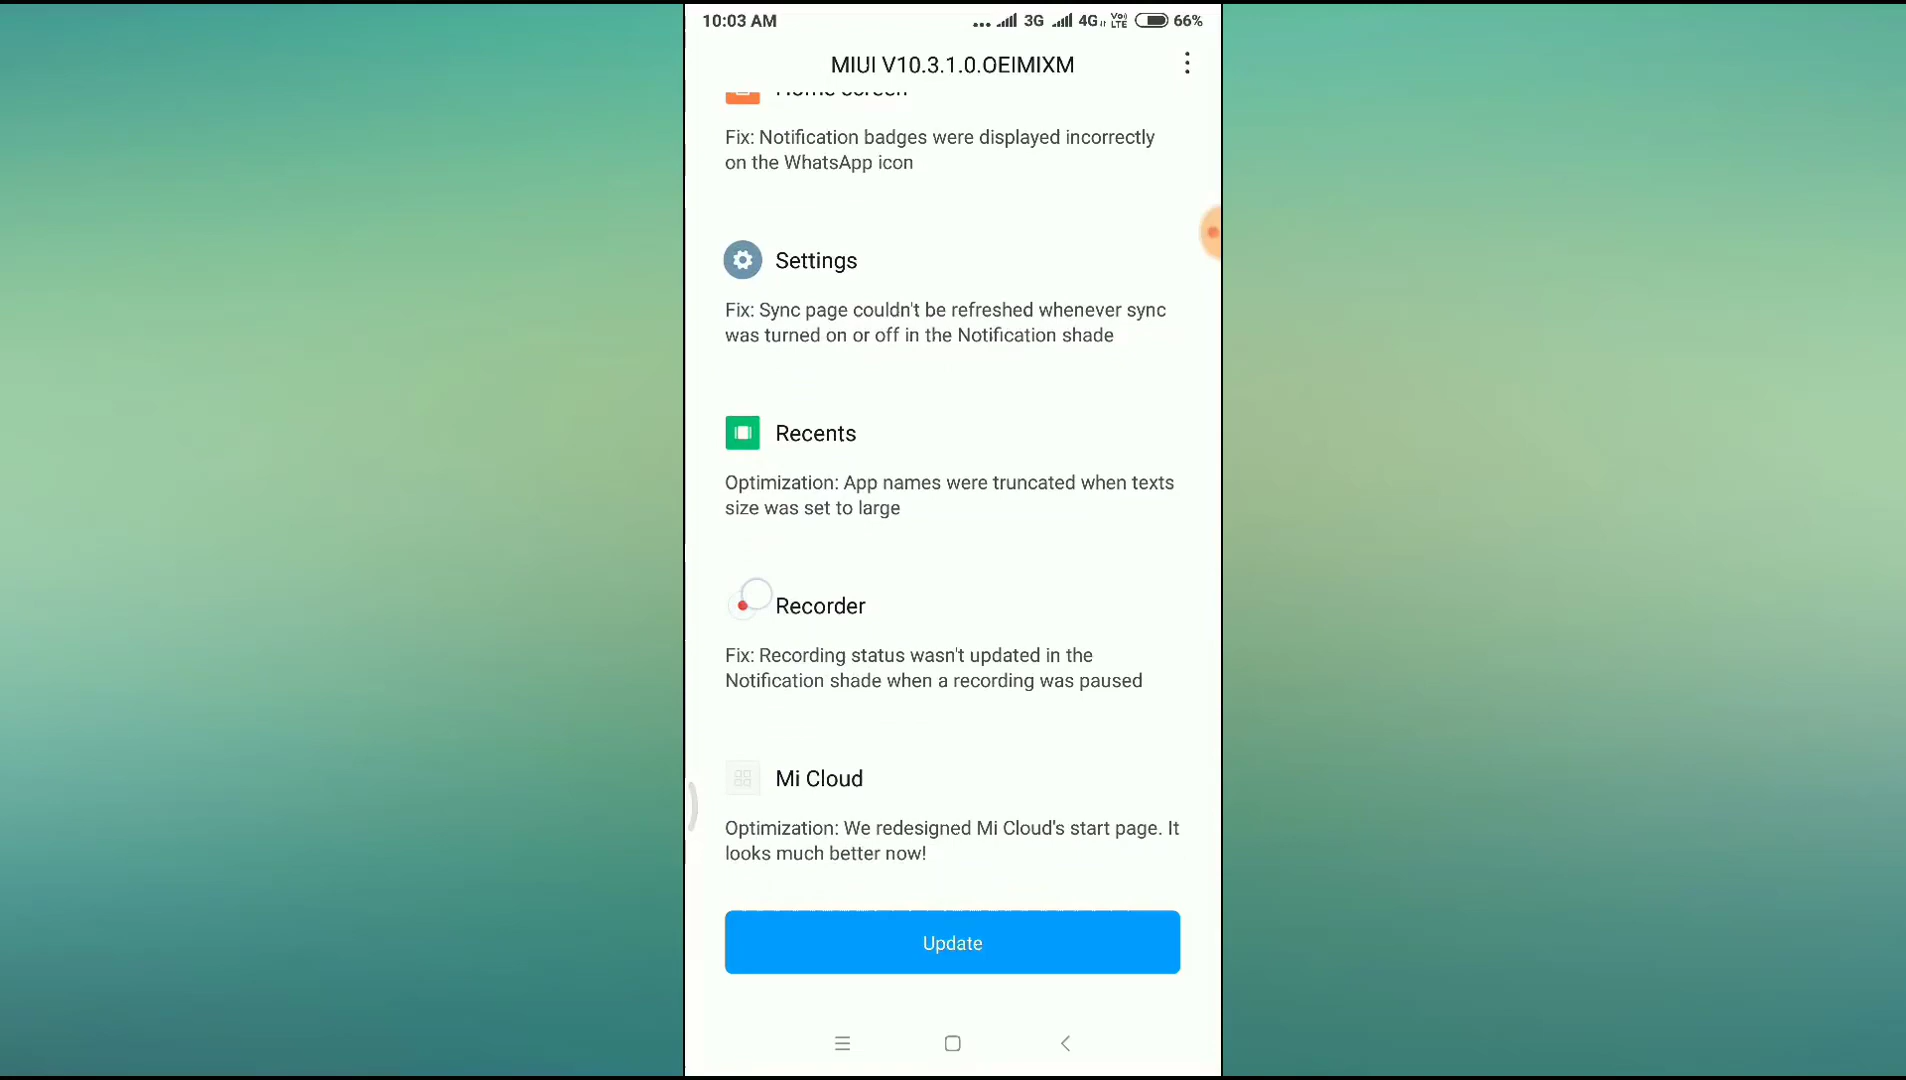 10:03 AM
... 3G 4G Vo) LTE 66%
MIUI V10.3.1.0.OEIMIXM
Home screen
Fix: Notification badges were displayed incorrectly
on the WhatsApp icon
Settings
Fix: Sync page couldn't be refreshed whenever sync
was turned on or off in the Notification shade
Recents
Optimization: App names were truncated when texts
size was set to large
Recorder
Fix: Recording status wasn't updated in the
Notification shade when a recording was paused
Mi Cloud
Optimization: We redesigned Mi Cloud's start page. It
looks much better now!
Update